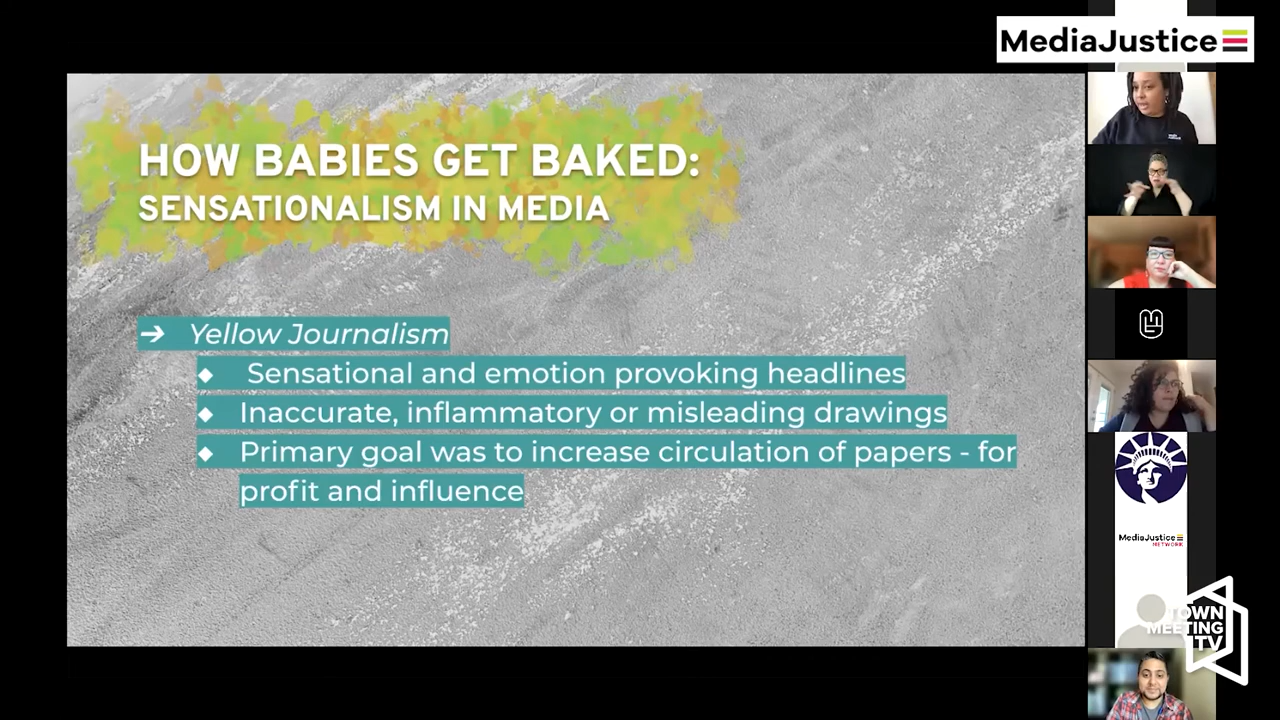 MediaJustice
HOW BABIES GET BAKED:
SENSATIONALISM IN MEDIA
➔ Yellow Journalism
◆ Sensational and emotion provoking headlines
◆ Inaccurate, inflammatory or misleading drawings
◆ Primary goal was to increase circulation of papers - for
profit and influence
MediaJustice
NETWORK
TOWN
MEETING
TV